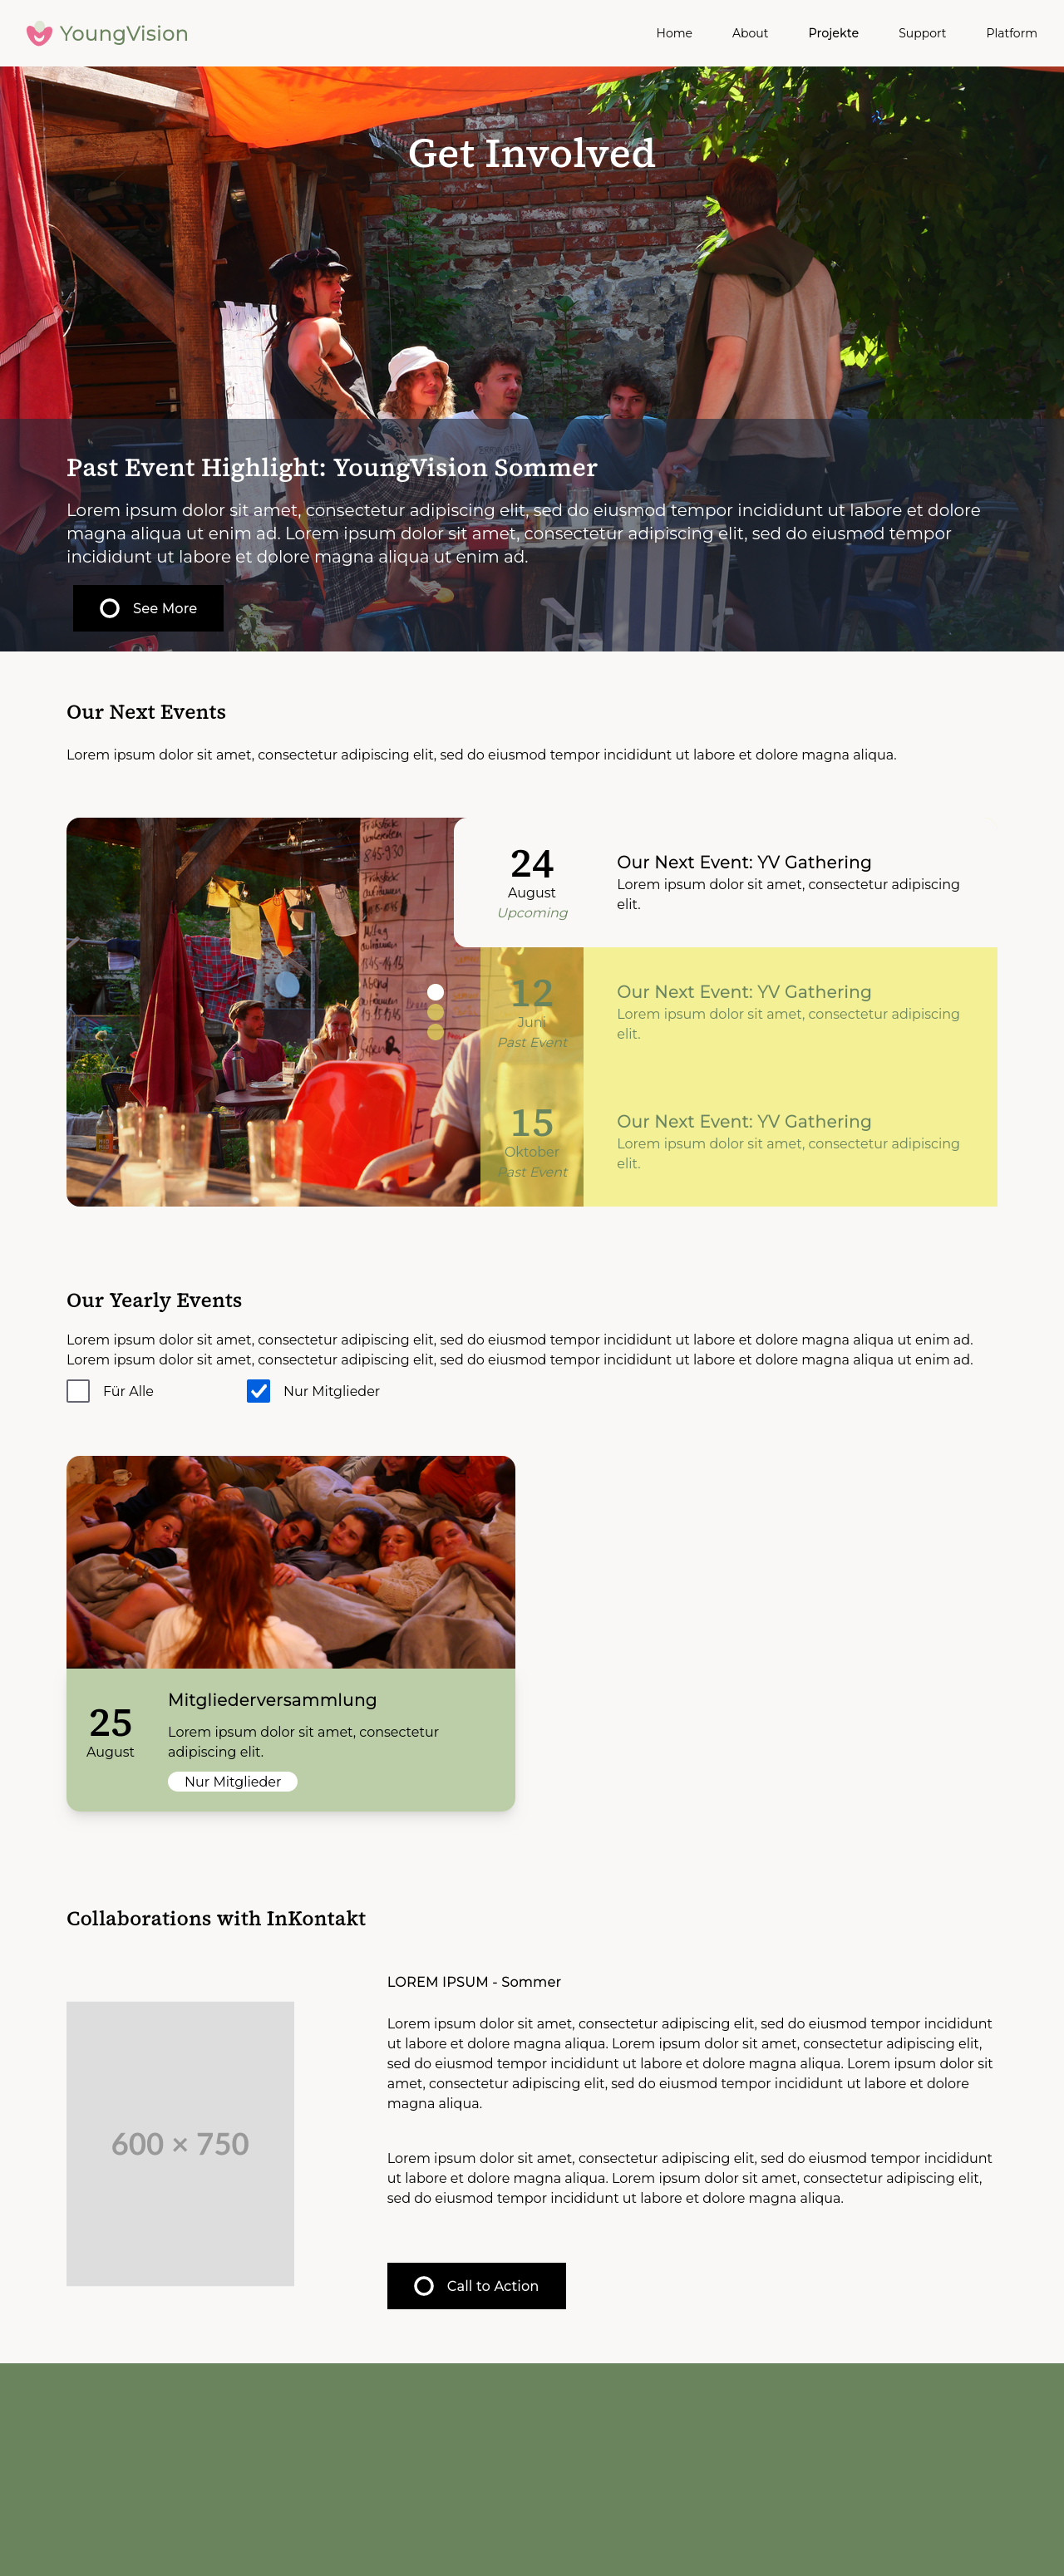 YoungVision
Home About Projekte Support Platform
Get Involved
Past Event Highlight: YoungVision Sommer
Lorem ipsum dolor sit amet, consectetur adipiscing elit, sed do eiusmod tempor incididunt ut labore et dolore
magna aliqua ut enim ad. Lorem ipsum dolor sit amet, consectetur adipiscing elit, sed do eiusmod tempor
incididunt ut labore et dolore magna aliqua ut enim ad.
See More
Our Next Events
Lorem ipsum dolor sit amet, consectetur adipiscing elit, sed do eiusmod tempor incididunt ut labore et dolore magna aliqua.
24
August
Upcoming
Our Next Event: YV Gathering
Lorem ipsum dolor sit amet, consectetur adipiscing
elit.
12
Juni
Past Event
Our Next Event: YV Gathering
Lorem ipsum dolor sit amet, consectetur adipiscing
elit.
15
Oktober
Past Event
Our Next Event: YV Gathering
Lorem ipsum dolor sit amet, consectetur adipiscing
elit.
Our Yearly Events
Lorem ipsum dolor sit amet, consectetur adipiscing elit, sed do eiusmod tempor incididunt ut labore et dolore magna aliqua ut enim ad.
Lorem ipsum dolor sit amet, consectetur adipiscing elit, sed do eiusmod tempor incididunt ut labore et dolore magna aliqua ut enim ad.
Für Alle
Nur Mitglieder
25
August
Mitgliederversammlung
Lorem ipsum dolor sit amet, consectetur
adipiscing elit.
Nur Mitglieder
Collaborations with InKontakt
600 × 750
LOREM IPSUM - Sommer
Lorem ipsum dolor sit amet, consectetur adipiscing elit, sed do eiusmod tempor incididunt
ut labore et dolore magna aliqua. Lorem ipsum dolor sit amet, consectetur adipiscing elit,
sed do eiusmod tempor incididunt ut labore et dolore magna aliqua. Lorem ipsum dolor sit
amet, consectetur adipiscing elit, sed do eiusmod tempor incididunt ut labore et dolore
magna aliqua.
Lorem ipsum dolor sit amet, consectetur adipiscing elit, sed do eiusmod tempor incididunt
ut labore et dolore magna aliqua. Lorem ipsum dolor sit amet, consectetur adipiscing elit,
sed do eiusmod tempor incididunt ut labore et dolore magna aliqua.
Call to Action